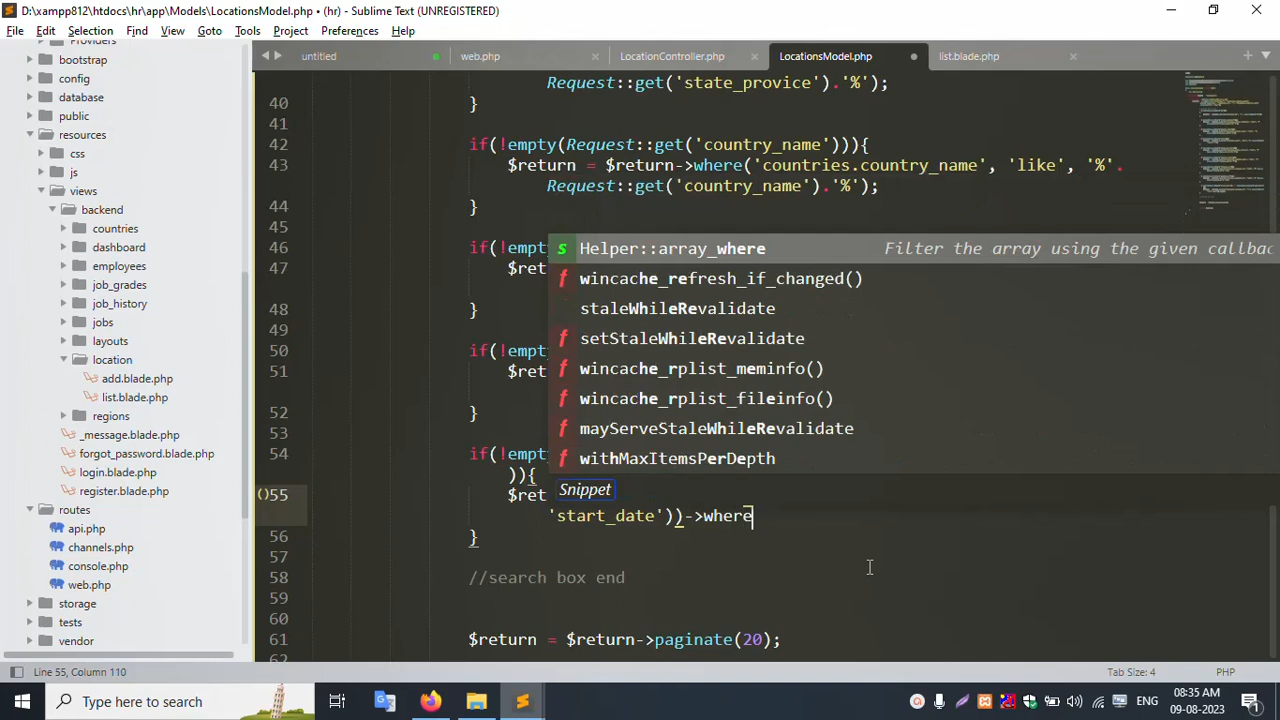 D:\xampp812\htdocs\hr\app\Models\LocationsModel.php • (hr) - Sublime Text (UNREGISTERED)
File Edit Selection Find View Goto Tools Project Preferences Help
Providers
bootstrap
config
database
public
resources
css
js
views
backend
countries
dashboard
employees
job_grades
job_history
jobs
layouts
location
add.blade.php
list.blade.php
regions
_message.blade.php
forgot_password.blade.php
login.blade.php
register.blade.php
routes
api.php
channels.php
console.php
web.php
storage
tests
vendor
untitled web.php LocationController.php LocationsModel.php list.blade.php
Request::get('state_provice').'%');
40 }
41
42 if(!empty(Request::get('country_name'))){
43 $return = $return->where('countries.country_name', 'like', '%'.
Request::get('country_name').'%');
44 }
45
46 if(!empt
47 $ret
48 }
49
50 if(!empt
51 $ret
52 }
53
54 if(!empt
)){
55 $ret
'start_date'))->where
56 }
57
58 //search box end
59
60
61 $return = $return->paginate(20);
62
s Helper::array_where Filter the array using the given callbac
f wincache_refresh_if_changed()
staleWhileRevalidate
f setStaleWhileRevalidate
f wincache_rplist_meminfo()
f wincache_rplist_fileinfo()
f mayServeStaleWhileRevalidate
f withMaxItemsPerDepth
Snippet
Line 55, Column 110 Tab Size: 4 PHP
Type here to search
ENG 08:35 AM
09-08-2023
1